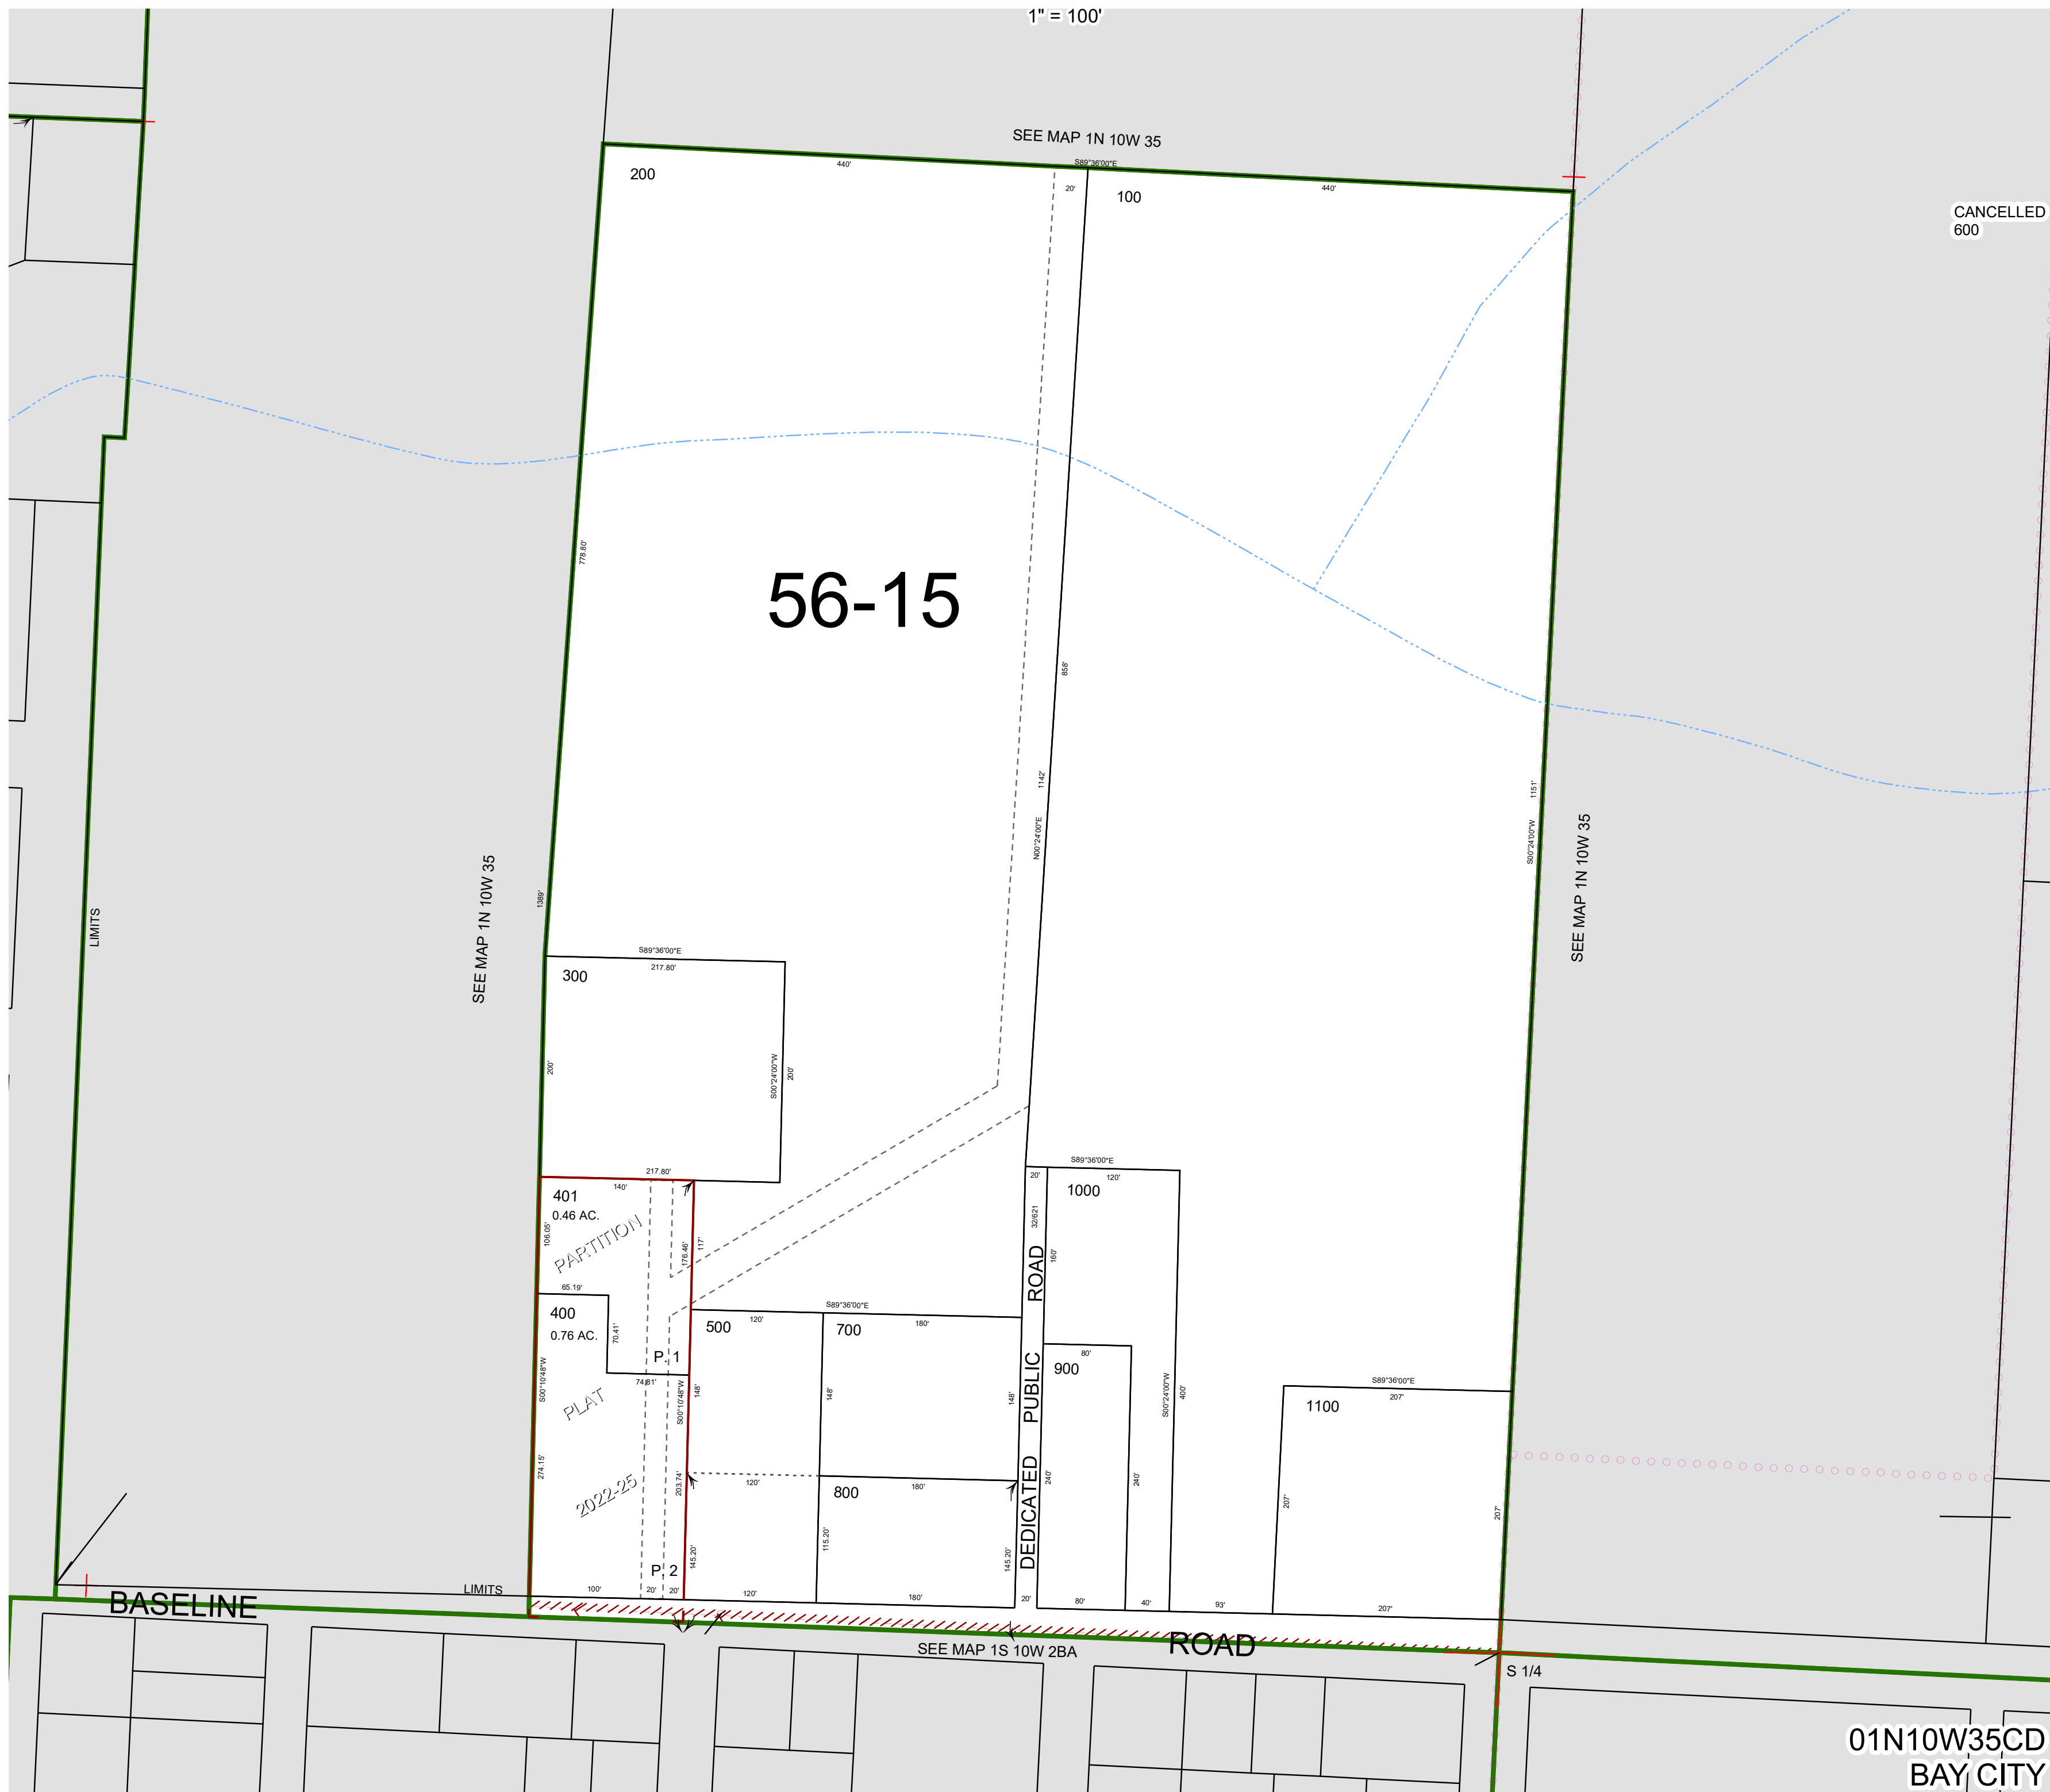 1" = 100'
SEE MAP 1N 10W 35
S89°36'00"E
440'
440'
200
20'
100
CANCELLED
600
778.80'
56-15
858'
1142'
N00°24'00"E
1151'
S00°24'00"W
SEE MAP 1N 10W 35
SEE MAP 1N 10W 35
LIMITS
1389'
S89°36'00"E
217.80'
300
200'
S00°24'00"W
200'
217.80'
140'
401
0.46 AC.
106.05'
PARTITION
176.46'
117'
65.19'
400
0.76 AC.
70.41'
P. 1
74.81'
S00°10'48"W
S00°10'48"W
PLAT
274.15'
2022-25
203.74'
P. 2
S89°36'00"E
120'
180'
500
700
148'
148'
148'
120'
180'
800
145.20'
115.20'
145.20'
S89°36'00"E
20'
120'
1000
32/621
160'
DEDICATED PUBLIC ROAD
80'
900
240'
240'
S00°24'00"W
400'
S89°36'00"E
207'
1100
207'
207'
LIMITS
100'
20'
20'
120'
180'
20'
80'
40'
93'
207'
BASELINE
ROAD
SEE MAP 1S 10W 2BA
S 1/4
01N10W35CD
BAY CITY